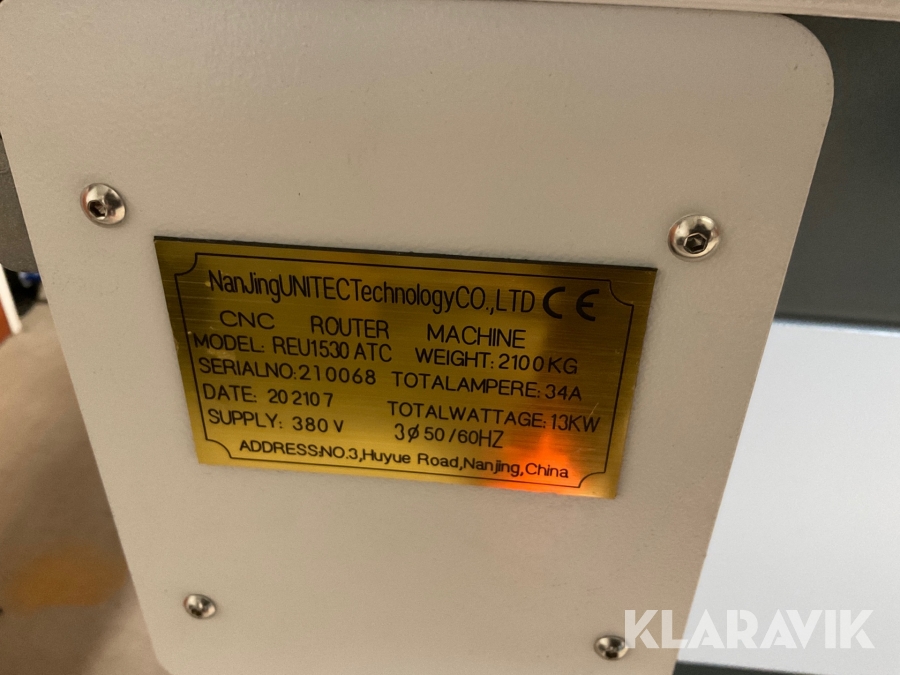 NanJingUNITECTechnologyCO.,LTD CE
CNC ROUTER MACHINE
MODEL: REU1530 ATC WEIGHT: 2100KG
SERIALNO: 210068 TOTALAMPERE: 34A
DATE: 202107 TOTALWATTAGE: 13KW
SUPPLY: 380V 3ϕ 50/60HZ
ADDRESS:NO.3,Huyue Road,Nanjing,China
KLARAVIK